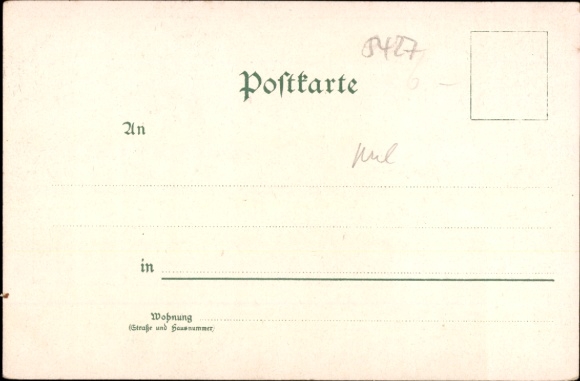 8427
Postkarte
An
in
Wohnung
(Straße und Hausnummer)